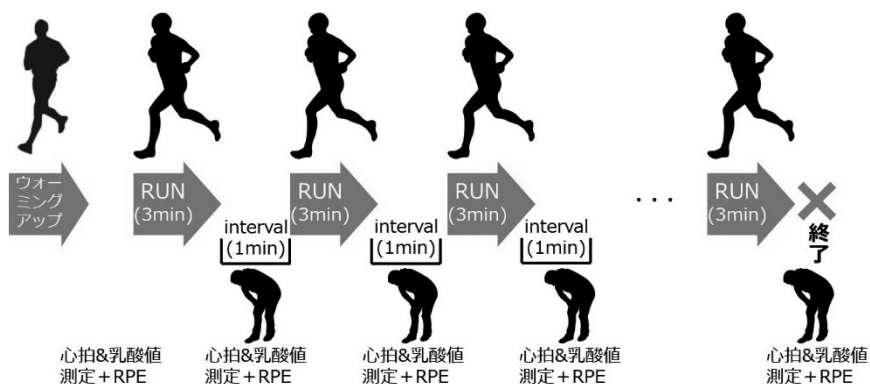 ウォー
ミング
アップ
RUN
(3min)
interval
(1min)
RUN
(3min)
interval
(1min)
RUN
(3min)
interval
(1min)
. . .
RUN
(3min)
終了
心拍&乳酸値
測定+RPE
心拍&乳酸値
測定+RPE
心拍&乳酸値
測定+RPE
心拍&乳酸値
測定+RPE
心拍&乳酸値
測定+RPE